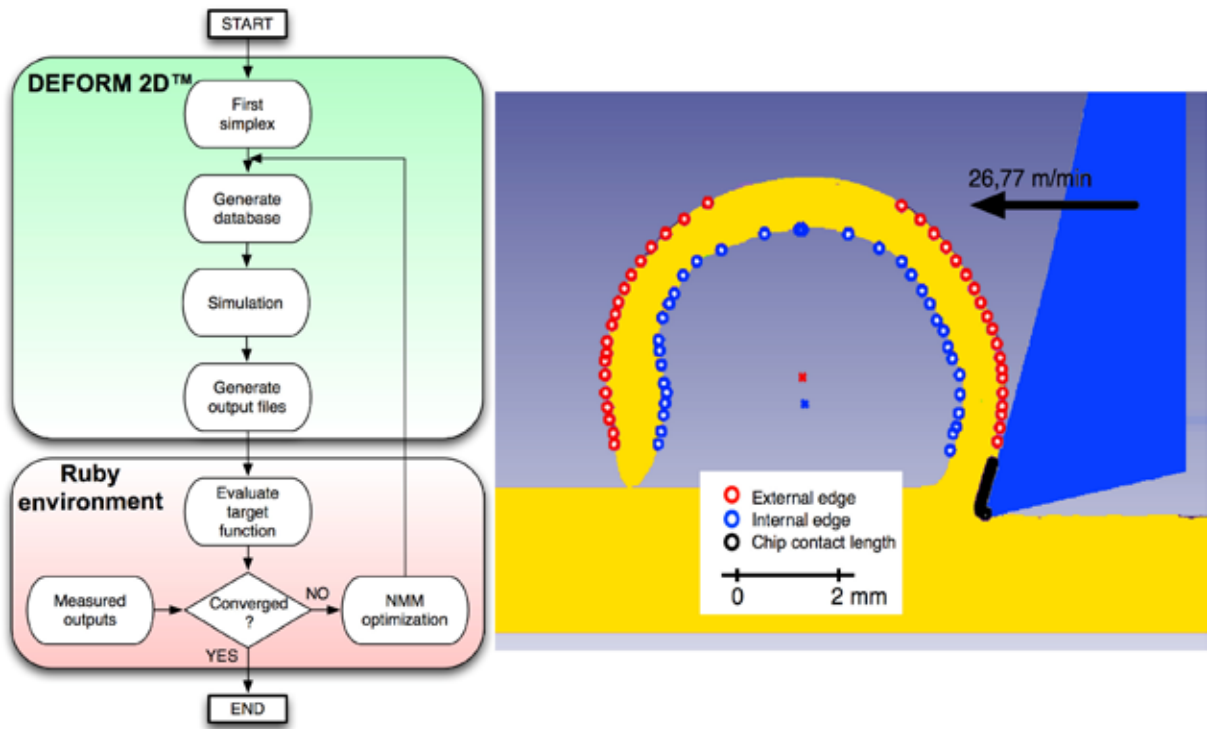 START
DEFORM 2D™
First
simplex
Generate
database
Simulation
Generate
output files
Ruby
environment
Evaluate
target
function
Measured
outputs
Converged
?
NO
NMM
optimization
YES
END
26,77 m/min
External edge
Internal edge
Chip contact length
0
2 mm